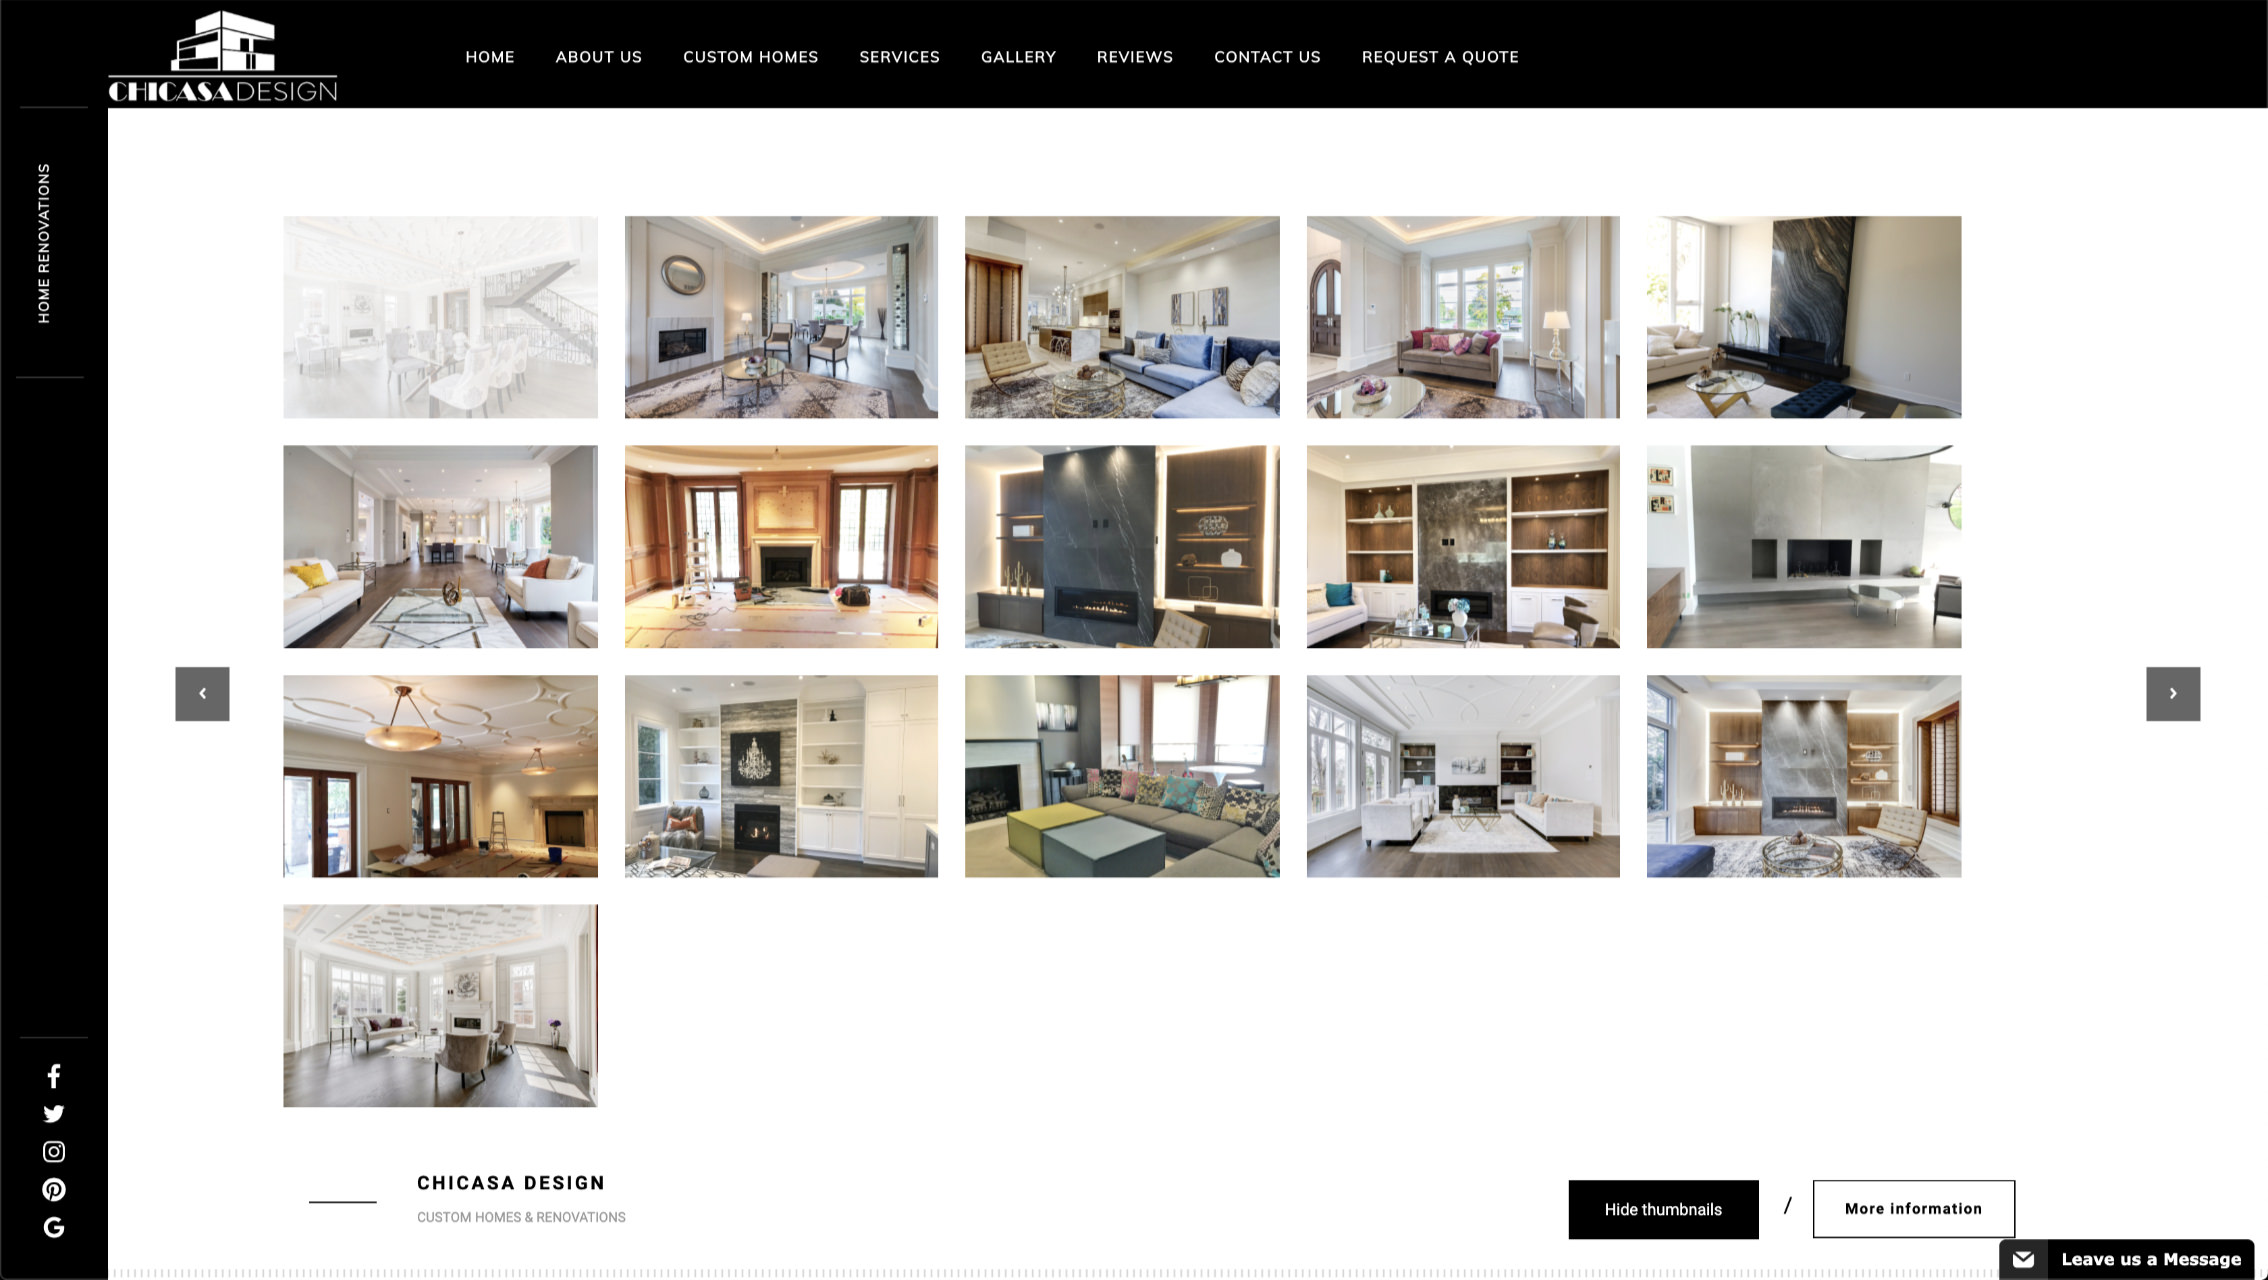 CHICASADESIGN
HOME
ABOUT US
CUSTOM HOMES
SERVICES
GALLERY
REVIEWS
CONTACT US
REQUEST A QUOTE
HOME RENOVATIONS
CHICASA DESIGN
CUSTOM HOMES & RENOVATIONS
Hide thumbnails
/
More information
Leave us a Message